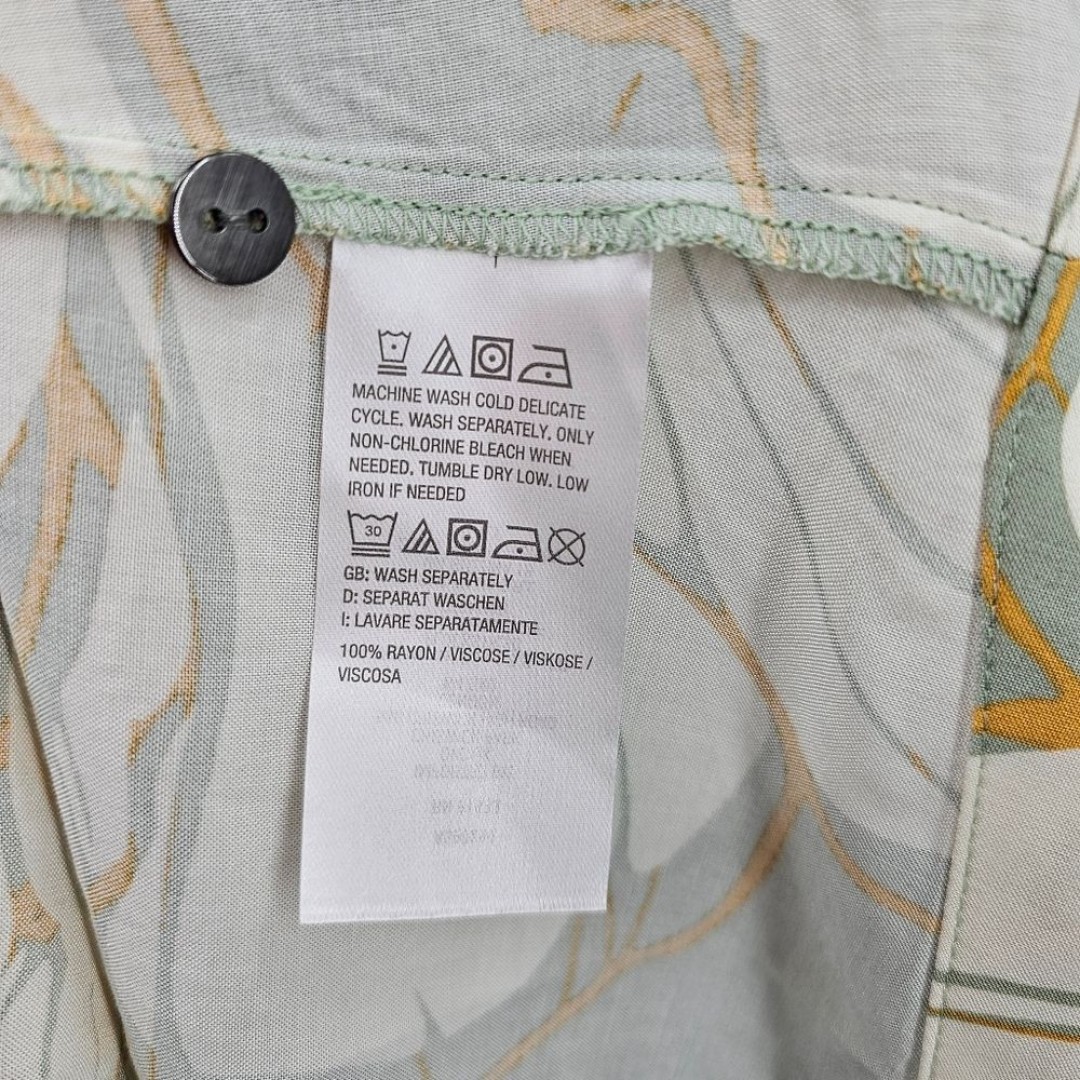 MACHINE WASH COLD DELICATE
CYCLE. WASH SEPARATELY. ONLY
NON-CHLORINE BLEACH WHEN
NEEDED. TUMBLE DRY LOW. LOW
IRON IF NEEDED
30
GB: WASH SEPARATELY
D: SEPARAT WASCHEN
I: LAVARE SEPARATAMENTE
100% RAYON / VISCOSE / VISKOSE /
VISCOSA